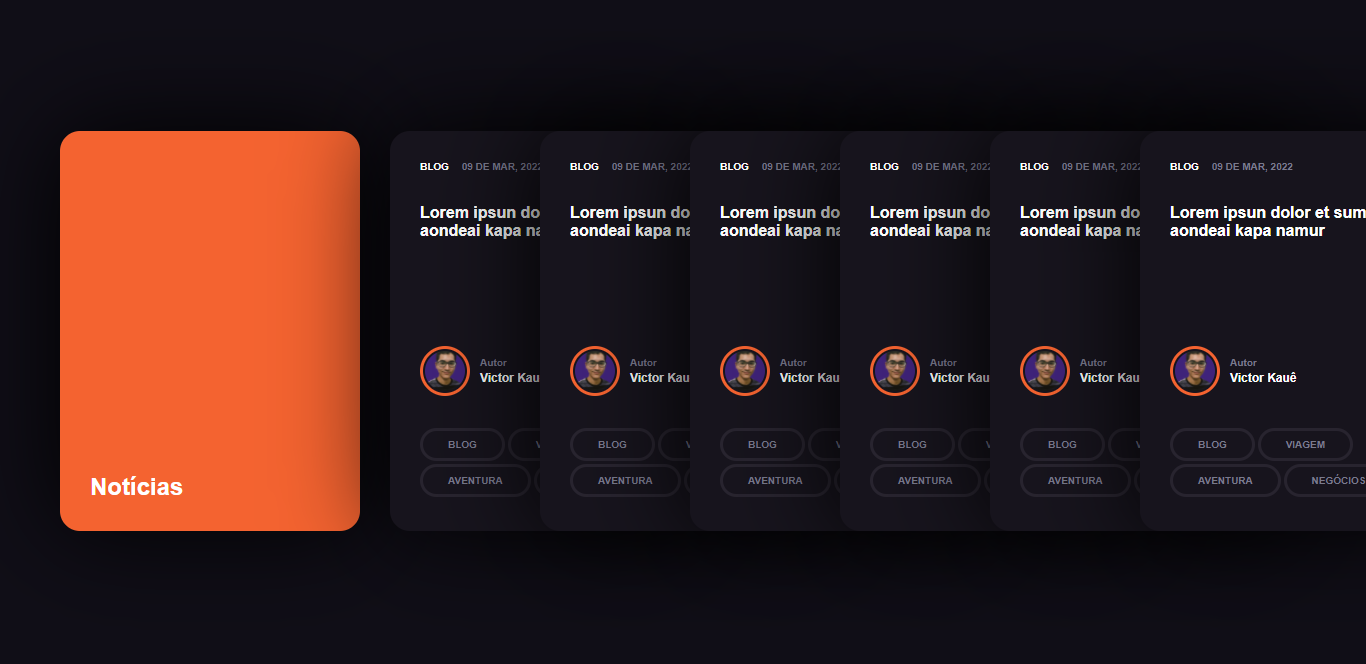 Notícias
BLOG 09 DE MAR, 2022
Lorem ipsun do
aondeai kapa na
Autor
Victor Kau
BLOG V
AVENTURA
BLOG 09 DE MAR, 2022
Lorem ipsun do
aondeai kapa na
Autor
Victor Kau
BLOG V
AVENTURA
BLOG 09 DE MAR, 2022
Lorem ipsun do
aondeai kapa na
Autor
Victor Kau
BLOG V
AVENTURA
BLOG 09 DE MAR, 2022
Lorem ipsun do
aondeai kapa na
Autor
Victor Kau
BLOG V
AVENTURA
BLOG 09 DE MAR, 2022
Lorem ipsun do
aondeai kapa na
Autor
Victor Kau
BLOG V
AVENTURA
BLOG 09 DE MAR, 2022
Lorem ipsun dolor et sum
aondeai kapa namur
Autor
Victor Kauê
BLOG VIAGEM
AVENTURA NEGÓCIOS